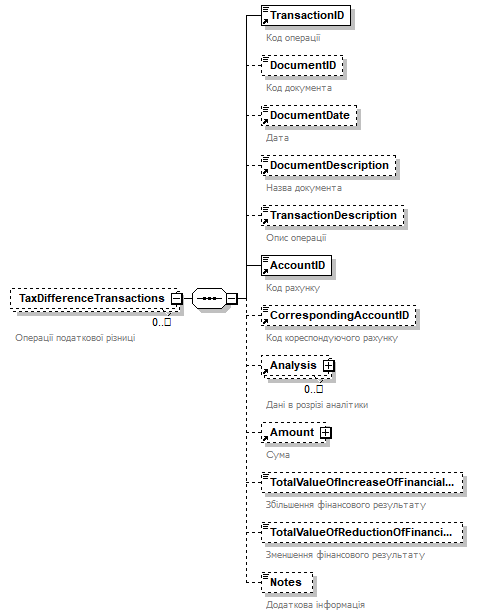 TransactionID
Код операції
DocumentID
Код документа
DocumentDate
Дата
DocumentDescription
Назва документа
TransactionDescription
Опис операції
AccountID
Код рахунку
TaxDifferenceTransactions
0..
Операції податкової різниці
CorrespondingAccountID
Код кореспондуючого рахунку
Analysis
0..
Дані в розрізі аналітики
Amount
Сума
TotalValueOfIncreaseOfFinancial...
Збільшення фінансового результату
TotalValueOfReductionOfFinanci...
Зменшення фінансового результату
Notes
Додаткова інформація